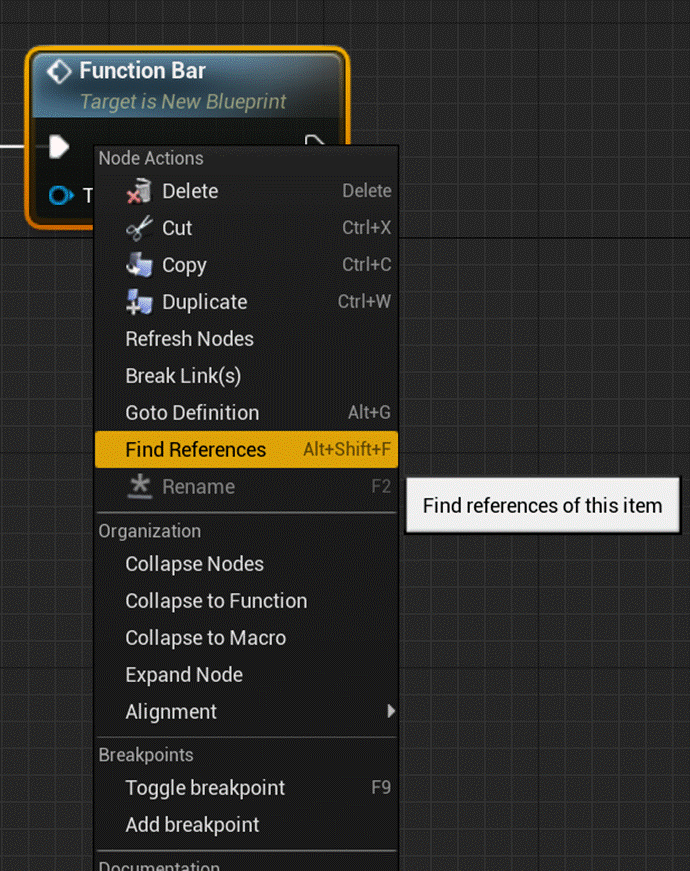 Function Bar
Target is New Blueprint
T
Node Actions
Delete Delete
Cut Ctrl+X
Copy Ctrl+C
Duplicate Ctrl+W
Refresh Nodes
Break Link(s)
Goto Definition Alt+G
Find References Alt+Shift+F
Rename F2
Find references of this item
Organization
Collapse Nodes
Collapse to Function
Collapse to Macro
Expand Node
Alignment
Breakpoints
Toggle breakpoint F9
Add breakpoint
Documentation